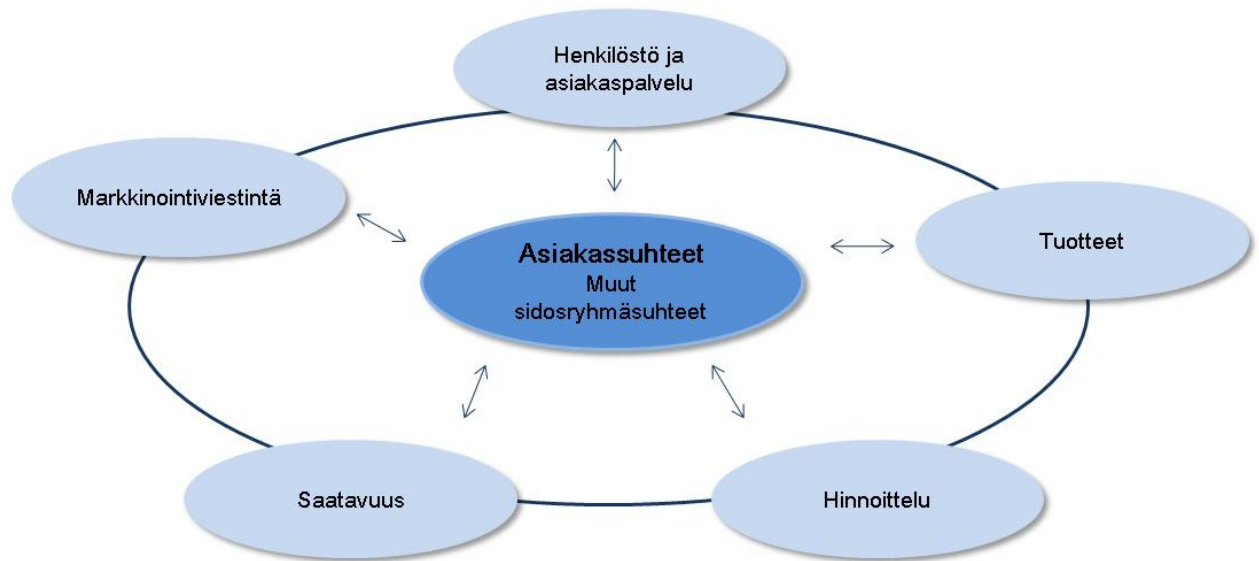 Henkilöstö ja
asiakaspalvelu
Markkinointiviestintä
Tuotteet
Asiakassuhteet
Muut
sidosryhmäsuhteet
Saatavuus
Hinnoittelu